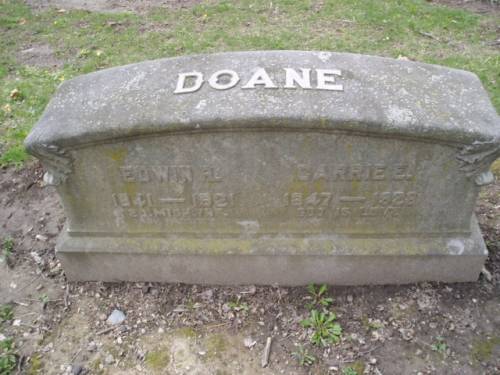 DOANE
EDWIN H. CARRIE E.
1841 — 1921 1847 — 1928